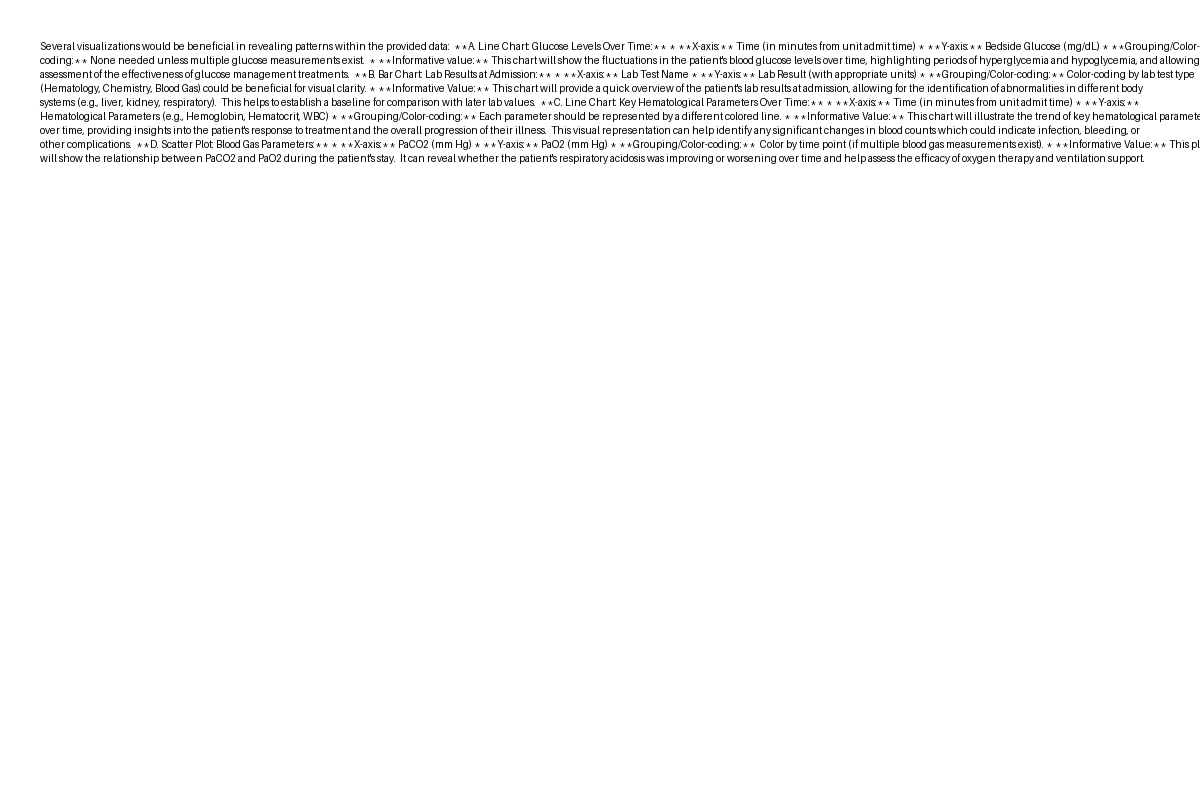 Several visualizations would be beneficial in revealing patterns within the provided data:  **A. Line Chart: Glucose Levels Over Time:** * **X-axis:** Time (in minutes from unit admit time) * **Y-axis:** Bedside Glucose (mg/dL) * **Grouping/Color-
coding:** None needed unless multiple glucose measurements exist.  * **Informative value:** This chart will show the fluctuations in the patient's blood glucose levels over time, highlighting periods of hyperglycemia and hypoglycemia, and allowing
assessment of the effectiveness of glucose management treatments.  **B. Bar Chart: Lab Results at Admission:** * **X-axis:** Lab Test Name * **Y-axis:** Lab Result (with appropriate units) * **Grouping/Color-coding:** Color-coding by lab test type
(Hematology, Chemistry, Blood Gas) could be beneficial for visual clarity.  * **Informative Value:** This chart will provide a quick overview of the patient's lab results at admission, allowing for the identification of abnormalities in different body
systems (e.g., liver, kidney, respiratory).  This helps to establish a baseline for comparison with later lab values.  **C. Line Chart: Key Hematological Parameters Over Time:** * **X-axis:** Time (in minutes from unit admit time) * **Y-axis:**
Hematological Parameters (e.g., Hemoglobin, Hematocrit, WBC) * **Grouping/Color-coding:** Each parameter should be represented by a different colored line. * **Informative Value:** This chart will illustrate the trend of key hematological
over time, providing insights into the patient's response to treatment and the overall progression of their illness.  This visual representation can help identify any significant changes in blood counts which could indicate infection, bleeding, or
other complications.  **D. Scatter Plot: Blood Gas Parameters:** * **X-axis:** PaCO2 (mm Hg) * **Y-axis:** PaO2 (mm Hg) * **Grouping/Color-coding:** Color by time point (if multiple blood gas measurements exist). * **Informative Value:** This
will show the relationship between PaCO2 and PaO2 during the patient's stay.  It can reveal whether the patient's respiratory acidosis was improving or worsening over time and help assess the efficacy of oxygen therapy and ventilation support.